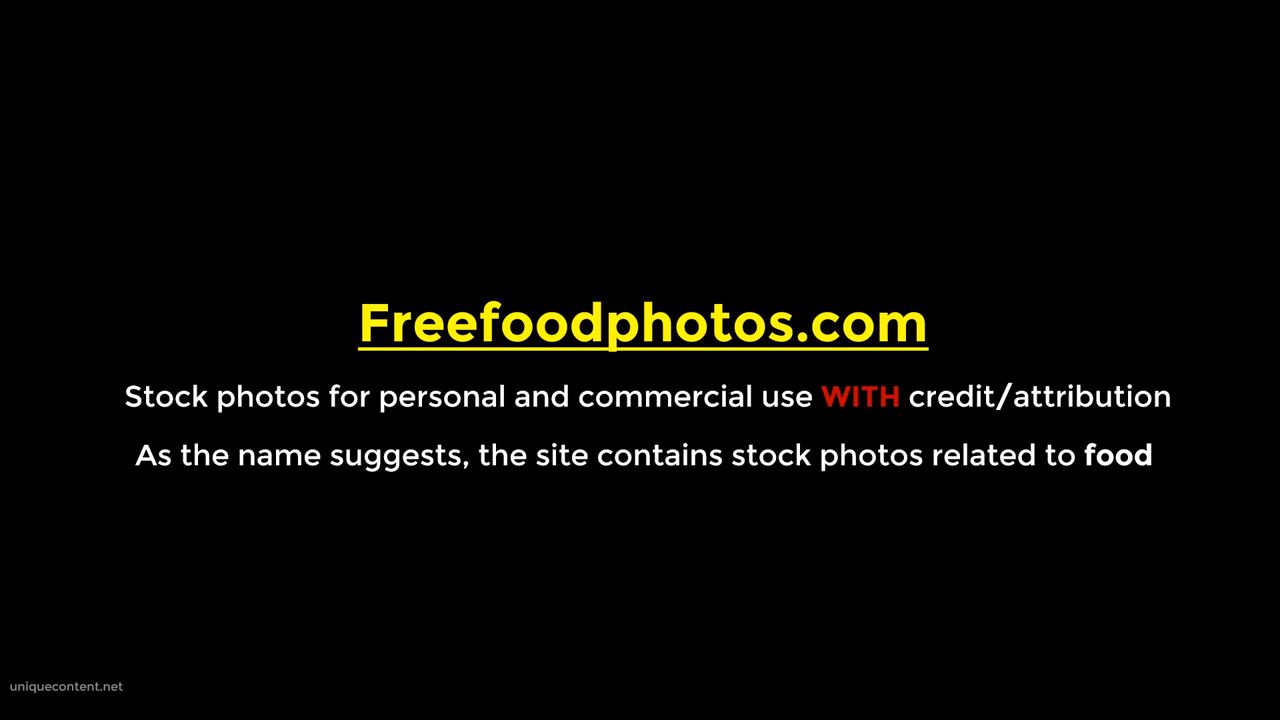 Freefoodphotos.com
Stock photos for personal and commercial use WITH credit/attribution
As the name suggests, the site contains stock photos related to food
uniquecontent.net